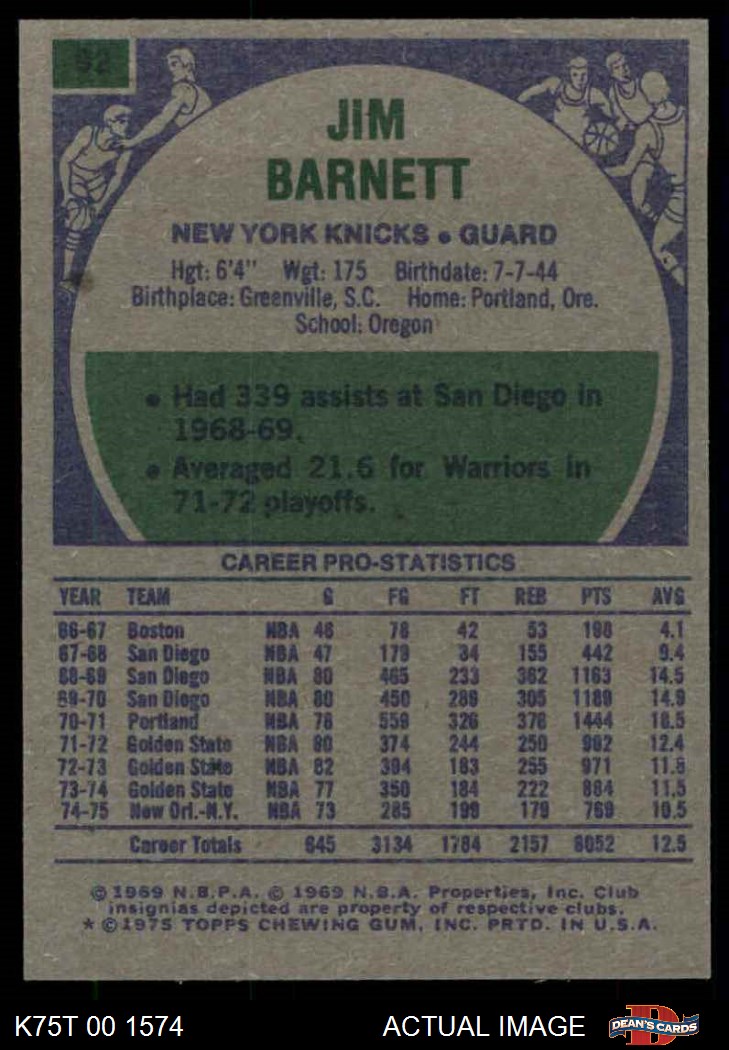 92
JIM
BARNETT
NEW YORK KNICKS • GUARD
Hgt: 6'4" Wgt: 175 Birthdate: 7-7-44
Birthplace: Greenville, S.C. Home: Portland, Ore.
School: Oregon
• Had 339 assists at San Diego in
1968-69.
• Averaged 21.6 for Warriors in
71-72 playoffs.
CAREER PRO-STATISTICS
YEAR TEAM G FG FT REB PTS AVG
66-67 Boston NBA 48 78 42 53 198 4.1
67-68 San Diego NBA 47 179 84 155 442 9.4
68-69 San Diego NBA 80 465 233 362 1163 14.5
69-70 San Diego NBA 80 450 289 305 1189 14.9
70-71 Portland NBA 78 559 326 376 1444 18.5
71-72 Golden State NBA 80 374 244 250 992 12.4
72-73 Golden State NBA 82 394 183 255 971 11.8
73-74 Golden State NBA 77 350 184 222 884 11.5
74-75 New Orl.-N.Y. NBA 73 285 199 179 769 10.5
Career Totals 645 3134 1784 2157 8052 12.5
© 1969 N.B.P.A. © 1969 N.B.A. Properties, Inc. Club
insignias depicted are property of respective clubs.
* © 1975 TOPPS CHEWING GUM, INC. PRTD. IN U.S.A.
K75T 00 1574 ACTUAL IMAGE DEAN'S CARDS